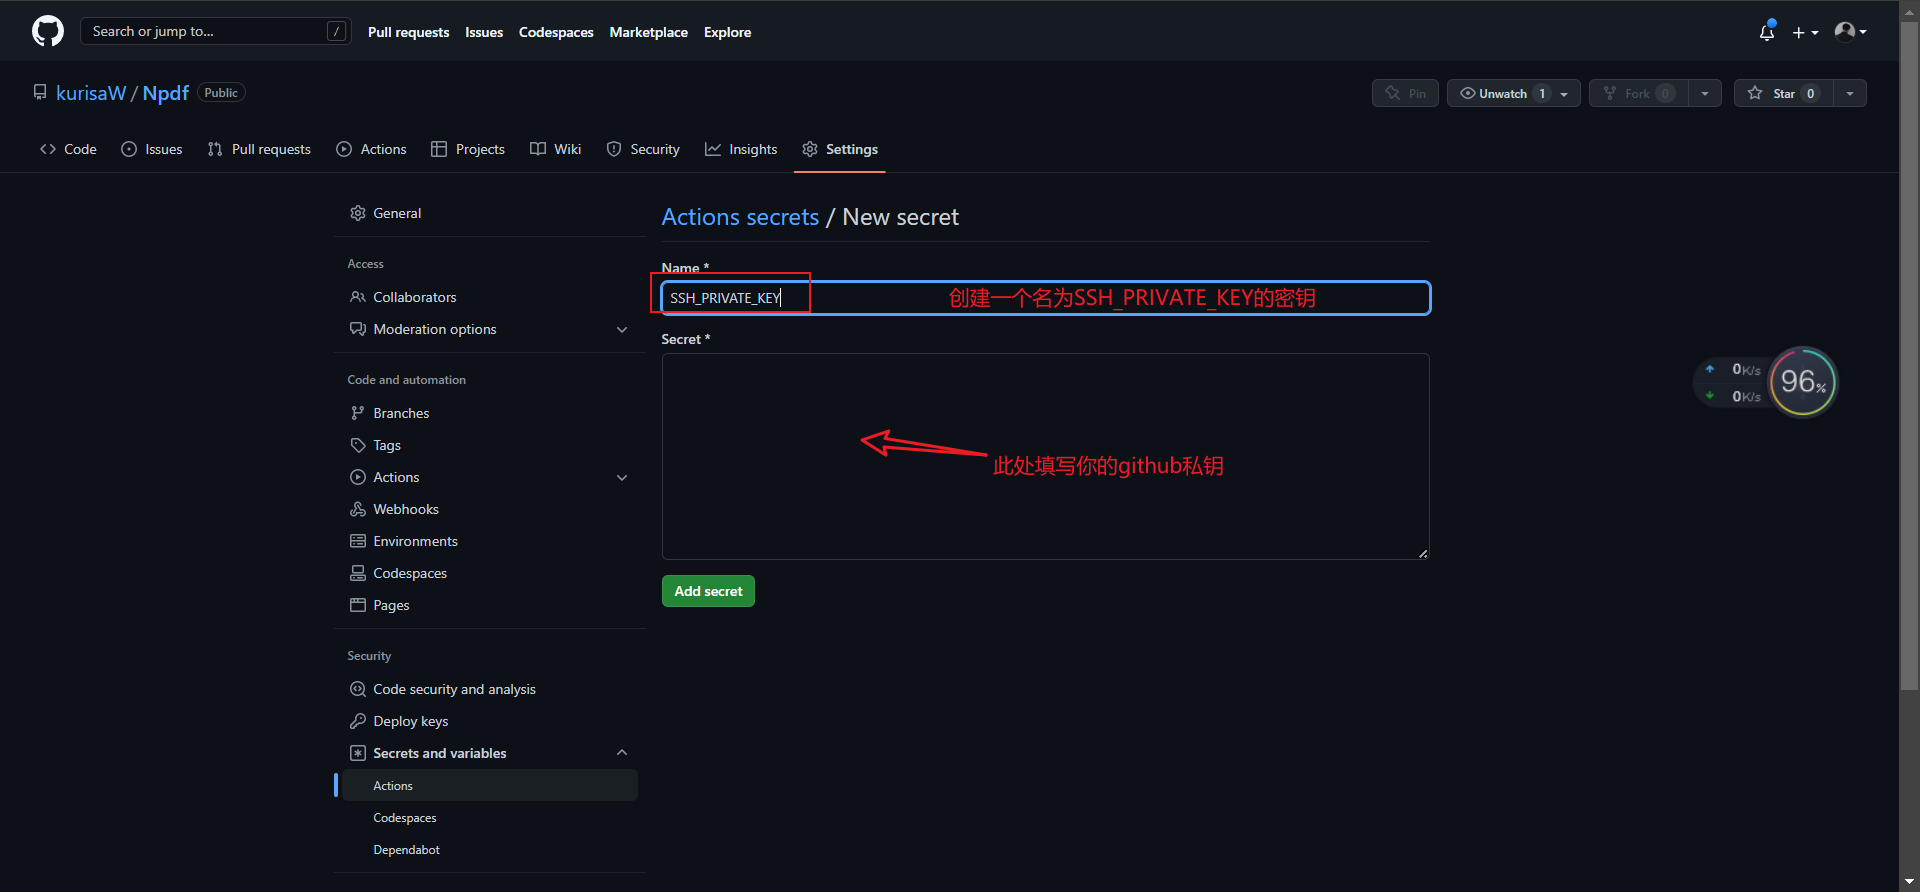 Search or jump to... /
Pull requests Issues Codespaces Marketplace Explore
kurisaW / Npdf Public
Pin Unwatch 1 Fork 0 Star 0
Code Issues Pull requests Actions Projects Wiki Security Insights Settings
General
Access
Collaborators
Moderation options
Code and automation
Branches
Tags
Actions
Webhooks
Environments
Codespaces
Pages
Security
Code security and analysis
Deploy keys
Secrets and variables
Actions
Codespaces
Dependabot
Actions secrets / New secret
Name *
SSH_PRIVATE_KEY
创建一个名为SSH_PRIVATE_KEY的密钥
Secret *
此处填写你的github私钥
Add secret
0K/s
0K/s
96%